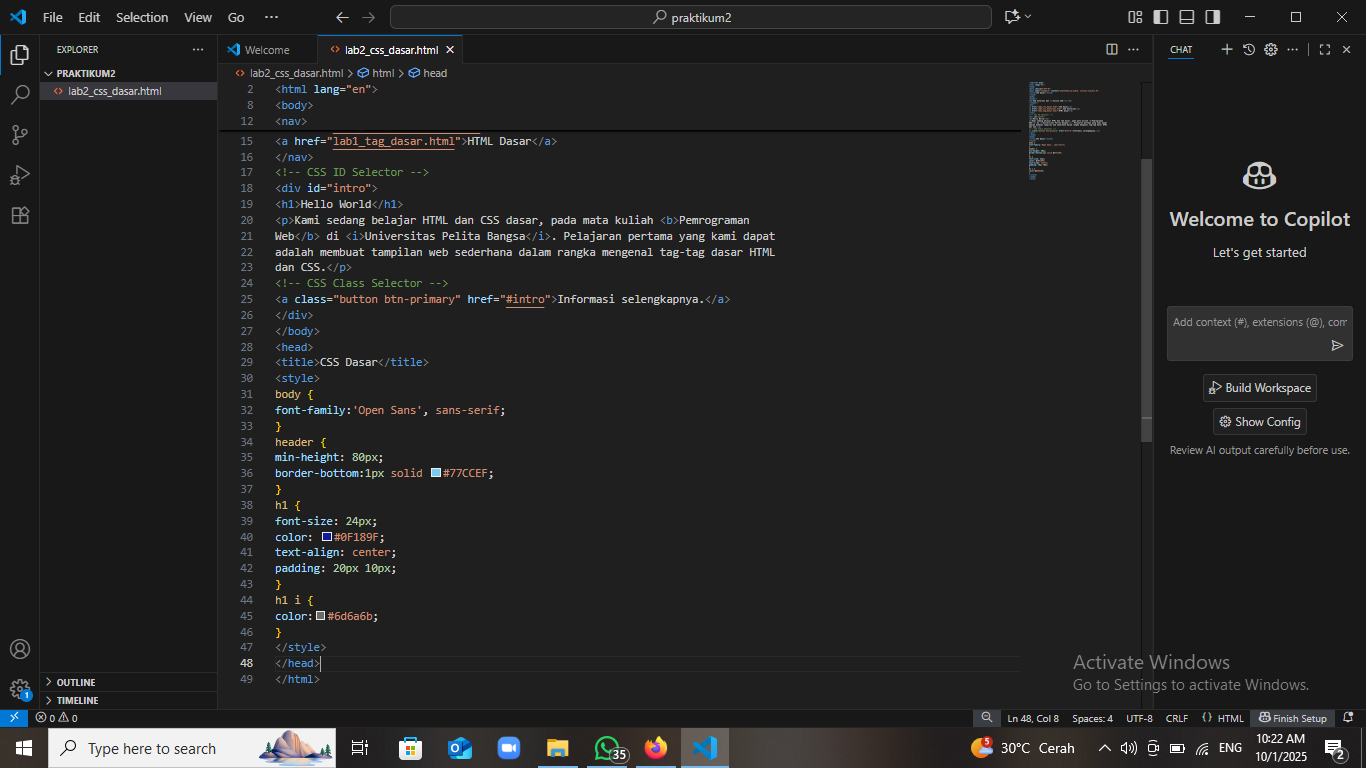 File Edit Selection View Go ··· praktikum2
EXPLORER ···
PRAKTIKUM2
lab2_css_dasar.html
OUTLINE
TIMELINE
Welcome lab2_css_dasar.html
lab2_css_dasar.html > html > head
2 <html lang="en">
8 <body>
12 <nav>
15 <a href="lab1_tag_dasar.html">HTML Dasar</a>
16 </nav>
17 <!-- CSS ID Selector -->
18 <div id="intro">
19 <h1>Hello World</h1>
20 <p>Kami sedang belajar HTML dan CSS dasar, pada mata kuliah <b>Pemrograman
21 Web</b> di <i>Universitas Pelita Bangsa</i>. Pelajaran pertama yang kami dapat
22 adalah membuat tampilan web sederhana dalam rangka mengenal tag-tag dasar HTML
23 dan CSS.</p>
24 <!-- CSS Class Selector -->
25 <a class="button btn-primary" href="#intro">Informasi selengkapnya.</a>
26 </div>
27 </body>
28 <head>
29 <title>CSS Dasar</title>
30 <style>
31 body {
32 font-family:'Open Sans', sans-serif;
33 }
34 header {
35 min-height: 80px;
36 border-bottom:1px solid #77CCEF;
37 }
38 h1 {
39 font-size: 24px;
40 color: #0F189F;
41 text-align: center;
42 padding: 20px 10px;
43 }
44 h1 i {
45 color:#6d6a6b;
46 }
47 </style>
48 </head>
49 </html>
CHAT
Welcome to Copilot
Let's get started
Add context (#), extensions (@), com
Build Workspace
Show Config
Review AI output carefully before use.
Activate Windows
Go to Settings to activate Windows.
1
0 0 Ln 48, Col 8 Spaces: 4 UTF-8 CRLF {} HTML Finish Setup
Type here to search 35 5 30°C Cerah ENG 10:22 AM
10/1/2025 2